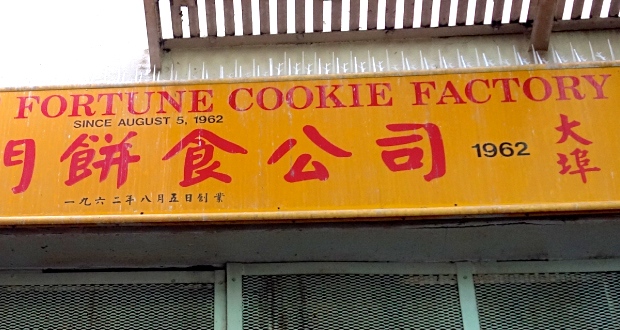 FORTUNE COOKIE FACTORY
SINCE AUGUST 5, 1962
門餅食公司 1962 大埠
一九六二年八月五日創業